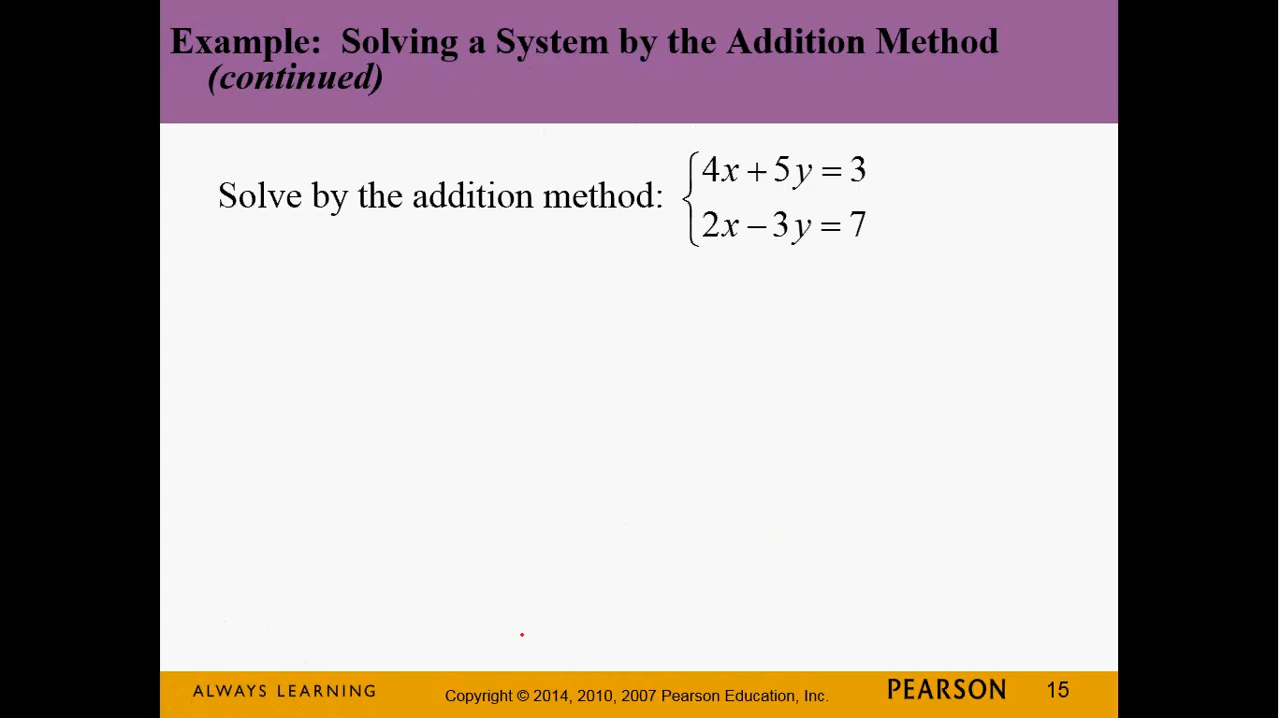 Example: Solving a System by the Addition Method
(continued)
Solve by the addition method: {4x + 5y = 3
2x − 3y = 7
ALWAYS LEARNING Copyright © 2014, 2010, 2007 Pearson Education, Inc. PEARSON 15